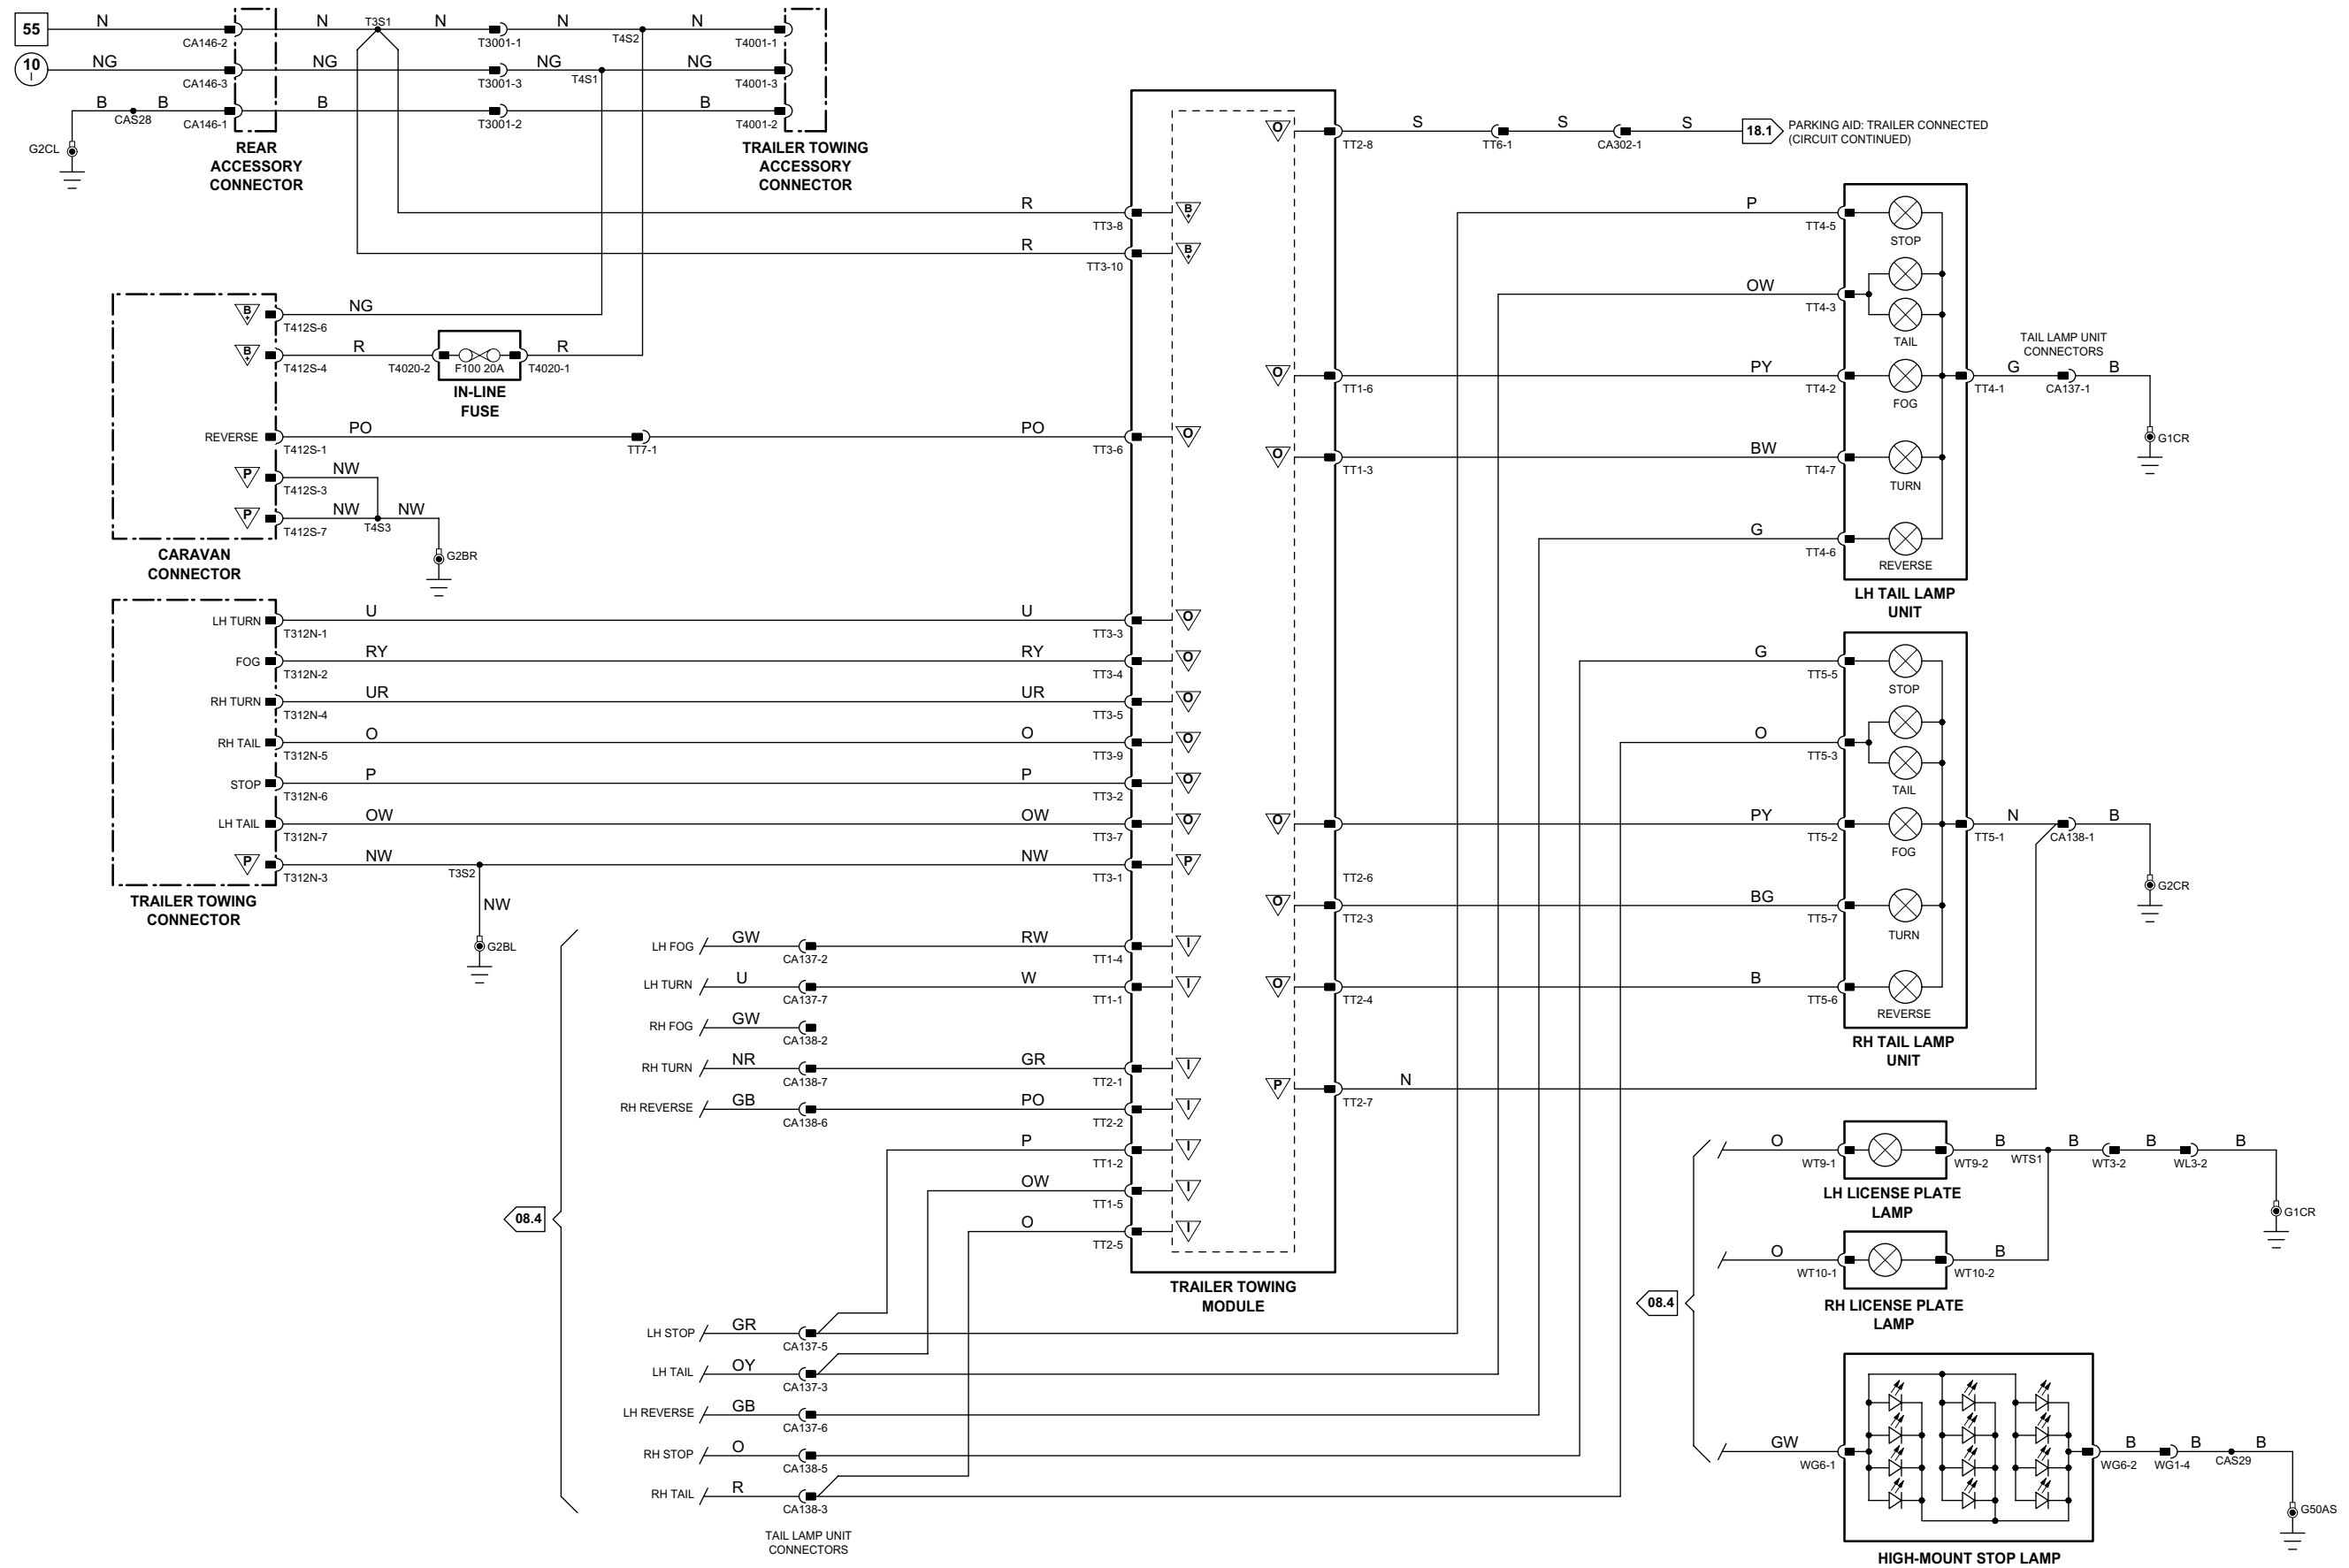 55
N
CA146-2
N
T3S1
N
T3001-1
N
T4S2
N
T4001-1
10
I
NG
CA146-3
NG
T3001-3
NG
T4S1
NG
T4001-3
B
CAS28
B
CA146-1
B
T3001-2
B
T4001-2
G2CL
REAR
ACCESSORY
CONNECTOR
TRAILER TOWING
ACCESSORY
CONNECTOR
R
TT3-8
B+
R
TT3-10
B+
B+
T412S-6
NG
B+
T412S-4
R
T4020-2
F100 20A
T4020-1
R
IN-LINE
FUSE
REVERSE
T412S-1
PO
TT7-1
PO
TT3-6
O
P
T412S-3
NW
P
T412S-7
NW
T4S3
NW
G2BR
CARAVAN
CONNECTOR
LH TURN
T312N-1
U
U
TT3-3
O
FOG
T312N-2
RY
RY
TT3-4
O
RH TURN
T312N-4
UR
UR
TT3-5
O
RH TAIL
T312N-5
O
O
TT3-9
O
STOP
T312N-6
P
P
TT3-2
O
LH TAIL
T312N-7
OW
OW
TT3-7
O
P
T312N-3
NW
T3S2
NW
TT3-1
P
NW
G2BL
TRAILER TOWING
CONNECTOR
08.4
LH FOG
GW
CA137-2
RW
TT1-4
I
LH TURN
U
CA137-7
W
TT1-1
I
RH FOG
GW
CA138-2
RH TURN
NR
CA138-7
GR
TT2-1
I
RH REVERSE
GB
CA138-6
PO
TT2-2
I
P
TT1-2
I
OW
TT1-5
I
O
TT2-5
I
LH STOP
GR
CA137-5
LH TAIL
OY
CA137-3
LH REVERSE
GB
CA137-6
RH STOP
O
CA138-5
RH TAIL
R
CA138-3
TAIL LAMP UNIT
CONNECTORS
TRAILER TOWING
MODULE
O
TT2-8
S
TT6-1
S
CA302-1
S
18.1
PARKING AID: TRAILER CONNECTED
(CIRCUIT CONTINUED)
P
TT4-5
STOP
OW
TT4-3
TAIL
O
TT1-6
PY
TT4-2
FOG
O
TT1-3
BW
TT4-7
TURN
G
TT4-6
REVERSE
TT4-1
G
TAIL LAMP UNIT
CONNECTORS
CA137-1
B
G1CR
LH TAIL LAMP
UNIT
G
TT5-5
STOP
O
TT5-3
TAIL
O
TT2-6
PY
TT5-2
FOG
O
TT2-3
BG
TT5-7
TURN
O
TT2-4
B
TT5-6
REVERSE
TT5-1
N
CA138-1
B
G2CR
RH TAIL LAMP
UNIT
P
TT2-7
N
08.4
O
WT9-1
WT9-2
B
WTS1
B
WT3-2
B
WL3-2
B
G1CR
LH LICENSE PLATE
LAMP
O
WT10-1
WT10-2
B
RH LICENSE PLATE
LAMP
GW
WG6-1
WG6-2
B
WG1-4
B
CAS29
B
G50AS
HIGH-MOUNT STOP LAMP